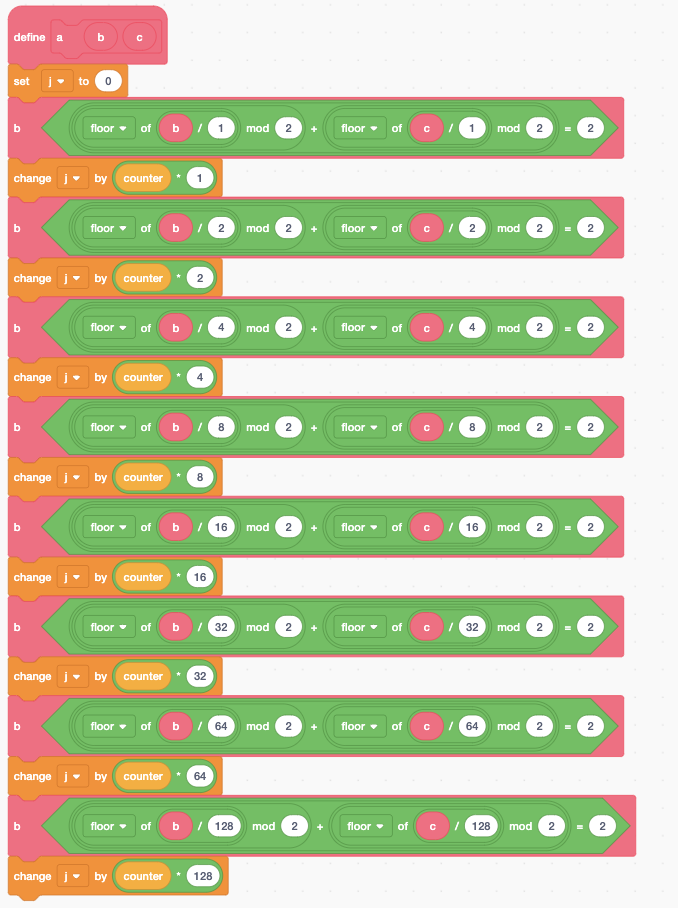 define a b c
set j to 0
b floor of b / 1 mod 2 + floor of c / 1 mod 2 = 2
change j by counter * 1
b floor of b / 2 mod 2 + floor of c / 2 mod 2 = 2
change j by counter * 2
b floor of b / 4 mod 2 + floor of c / 4 mod 2 = 2
change j by counter * 4
b floor of b / 8 mod 2 + floor of c / 8 mod 2 = 2
change j by counter * 8
b floor of b / 16 mod 2 + floor of c / 16 mod 2 = 2
change j by counter * 16
b floor of b / 32 mod 2 + floor of c / 32 mod 2 = 2
change j by counter * 32
b floor of b / 64 mod 2 + floor of c / 64 mod 2 = 2
change j by counter * 64
b floor of b / 128 mod 2 + floor of c / 128 mod 2 = 2
change j by counter * 128